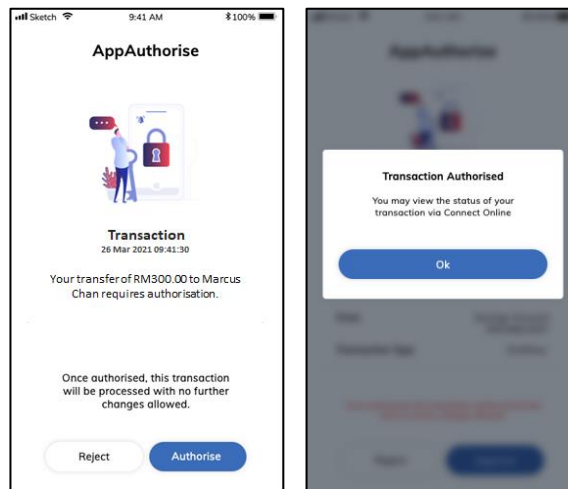 Sketch 9:41 AM 100%
AppAuthorise
Transaction
26 Mar 2021 09:41:30
Your transfer of RM300.00 to Marcus
Chan requires authorisation.
Once authorised, this transaction
will be processed with no further
changes allowed.
Reject Authorise
AppAuthorise
Transaction Authorised
You may view the status of your
transaction via Connect Online
Ok